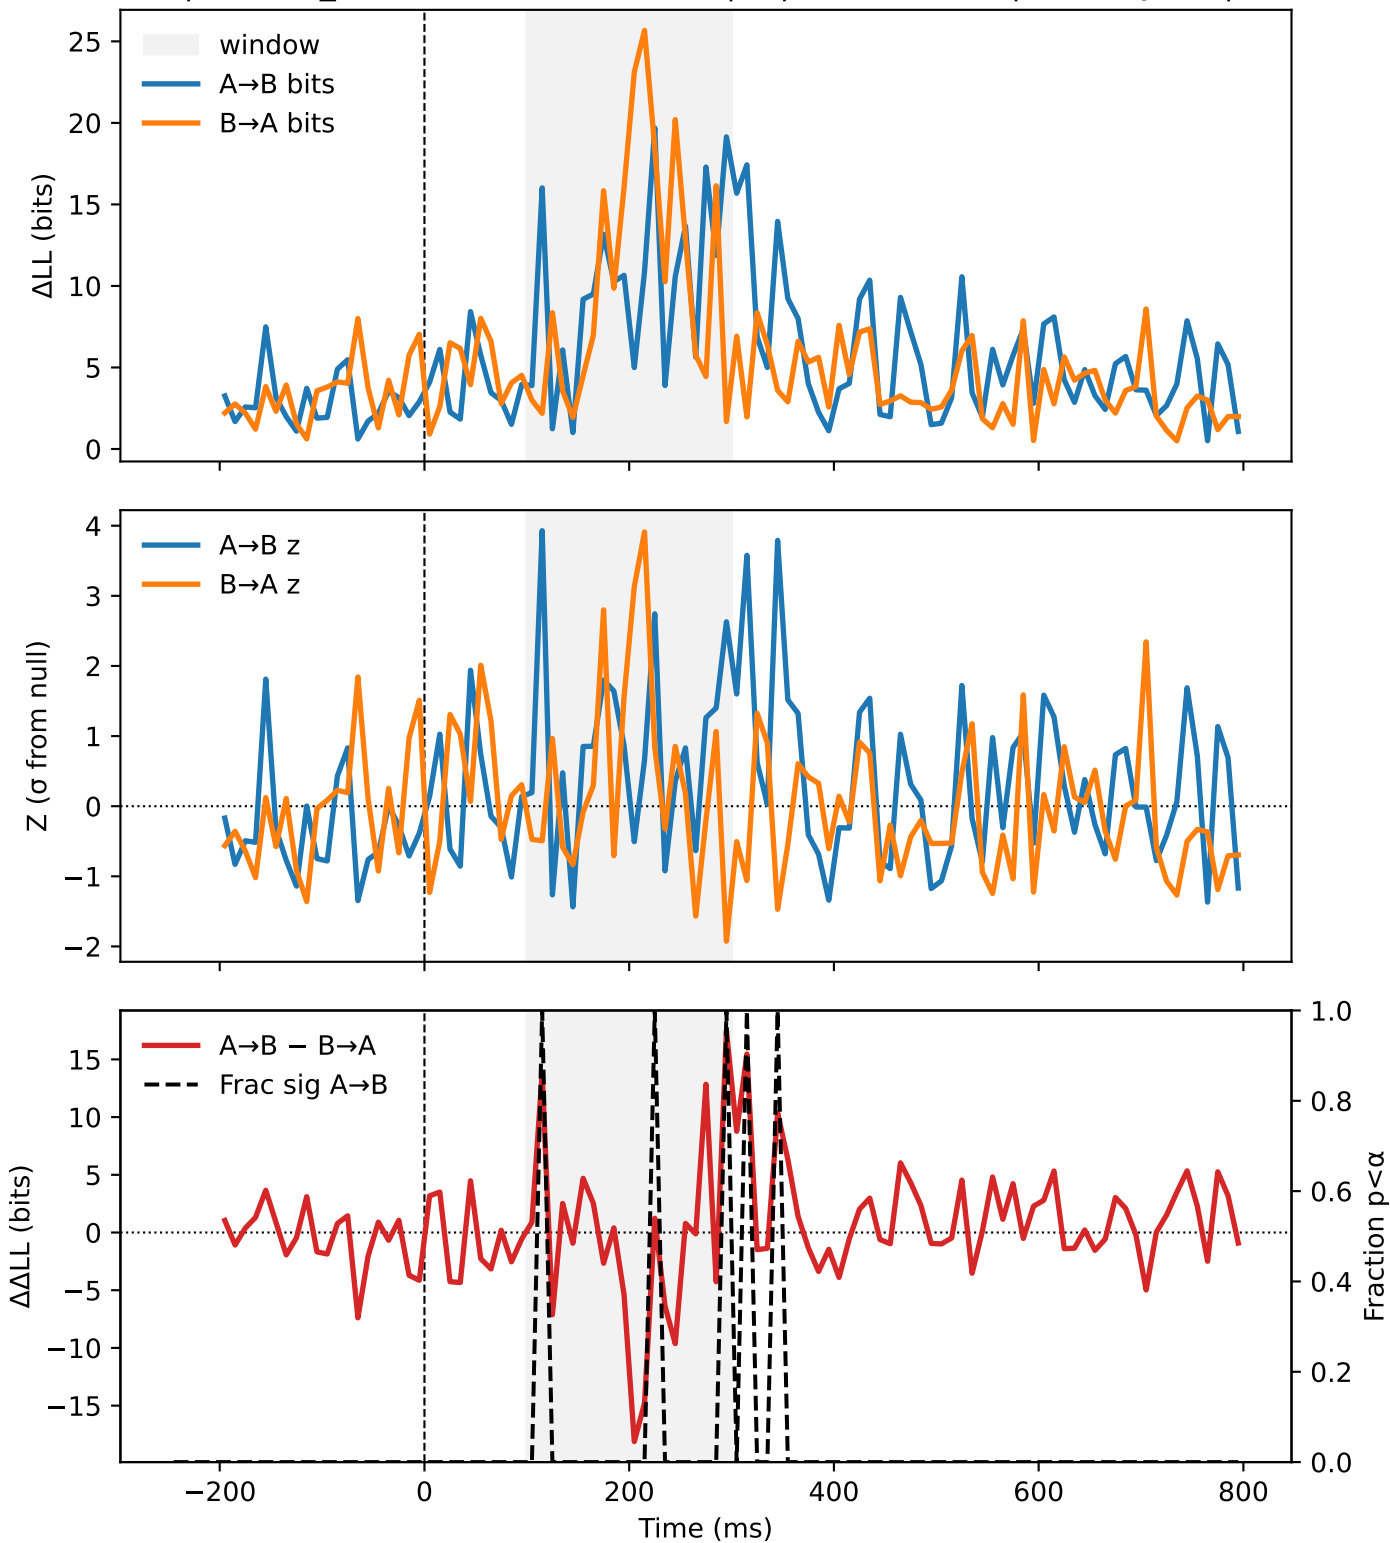 window
A→B bits
B→A bits
ΔLL (bits)
25
20
15
10
5
0
A→B z
B→A z
Z (σ from null)
4
3
2
1
0
−1
−2
A→B − B→A
Frac sig A→B
ΔΔLL (bits)
15
10
5
0
−5
−10
−15
1.0
0.8
0.6
0.4
0.2
0.0
Fraction p<α
−200
0
200
400
600
800
Time (ms)